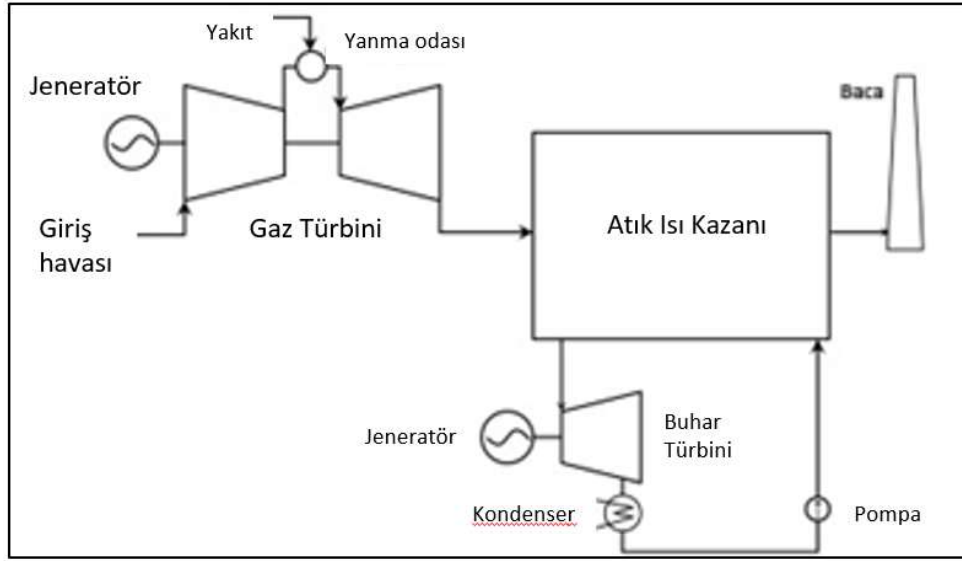 Yakıt
Yanma odası
Jeneratör
Baca
Giriş
havası
Gaz Türbini
Atık Isı Kazanı
Jeneratör
Buhar
Türbini
Kondenser
Pompa